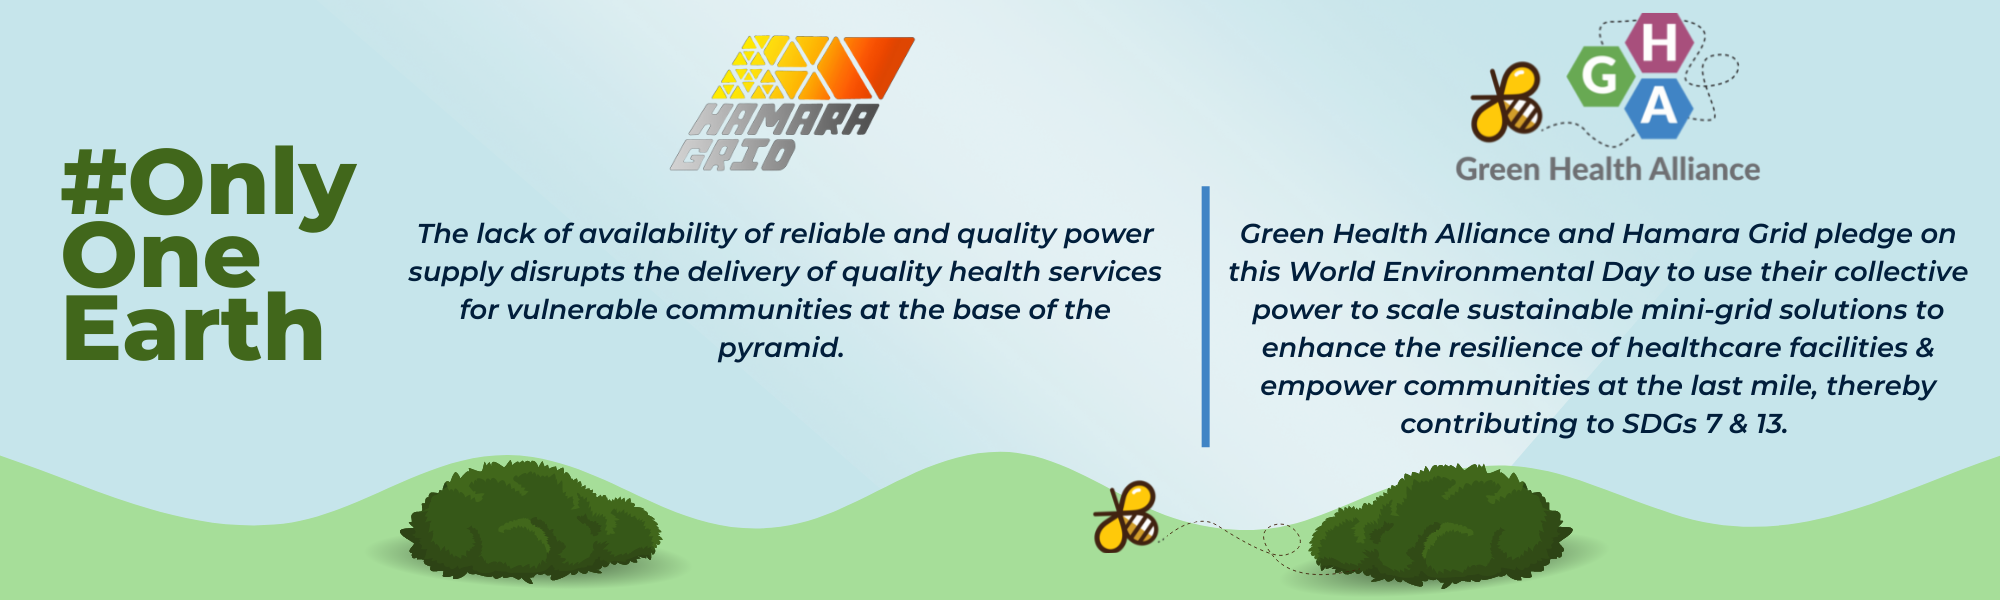 #Only
One
Earth
HAMARA
GRID
The lack of availability of reliable and quality power
supply disrupts the delivery of quality health services
for vulnerable communities at the base of the
pyramid.
G
H
A
Green Health Alliance
Green Health Alliance and Hamara Grid pledge on
this World Environmental Day to use their collective
power to scale sustainable mini-grid solutions to
enhance the resilience of healthcare facilities &
empower communities at the last mile, thereby
contributing to SDGs 7 & 13.